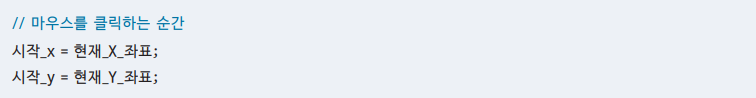 // 마우스를 클릭하는 순간
시작_x = 현재_X_좌표;
시작_y = 현재_Y_좌표;